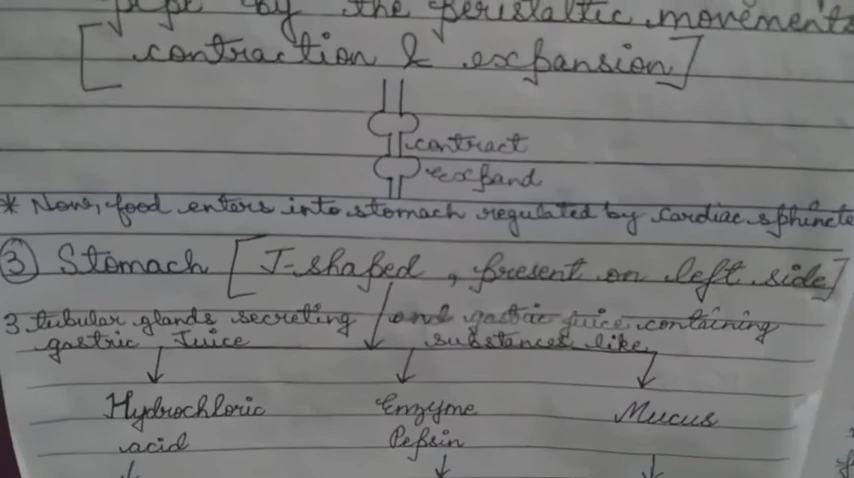 pipe by the peristaltic movements
[contraction & expansion]
contract
expand
* Now, food enters into stomach regulated by cardiac sphincte
③ Stomach [J-shaped, present on left side]
3 tubular glands secreting gastric Juice
and gastric juice containing substances like
Hydrochloric acid
Enzyme Pepsin
Mucus